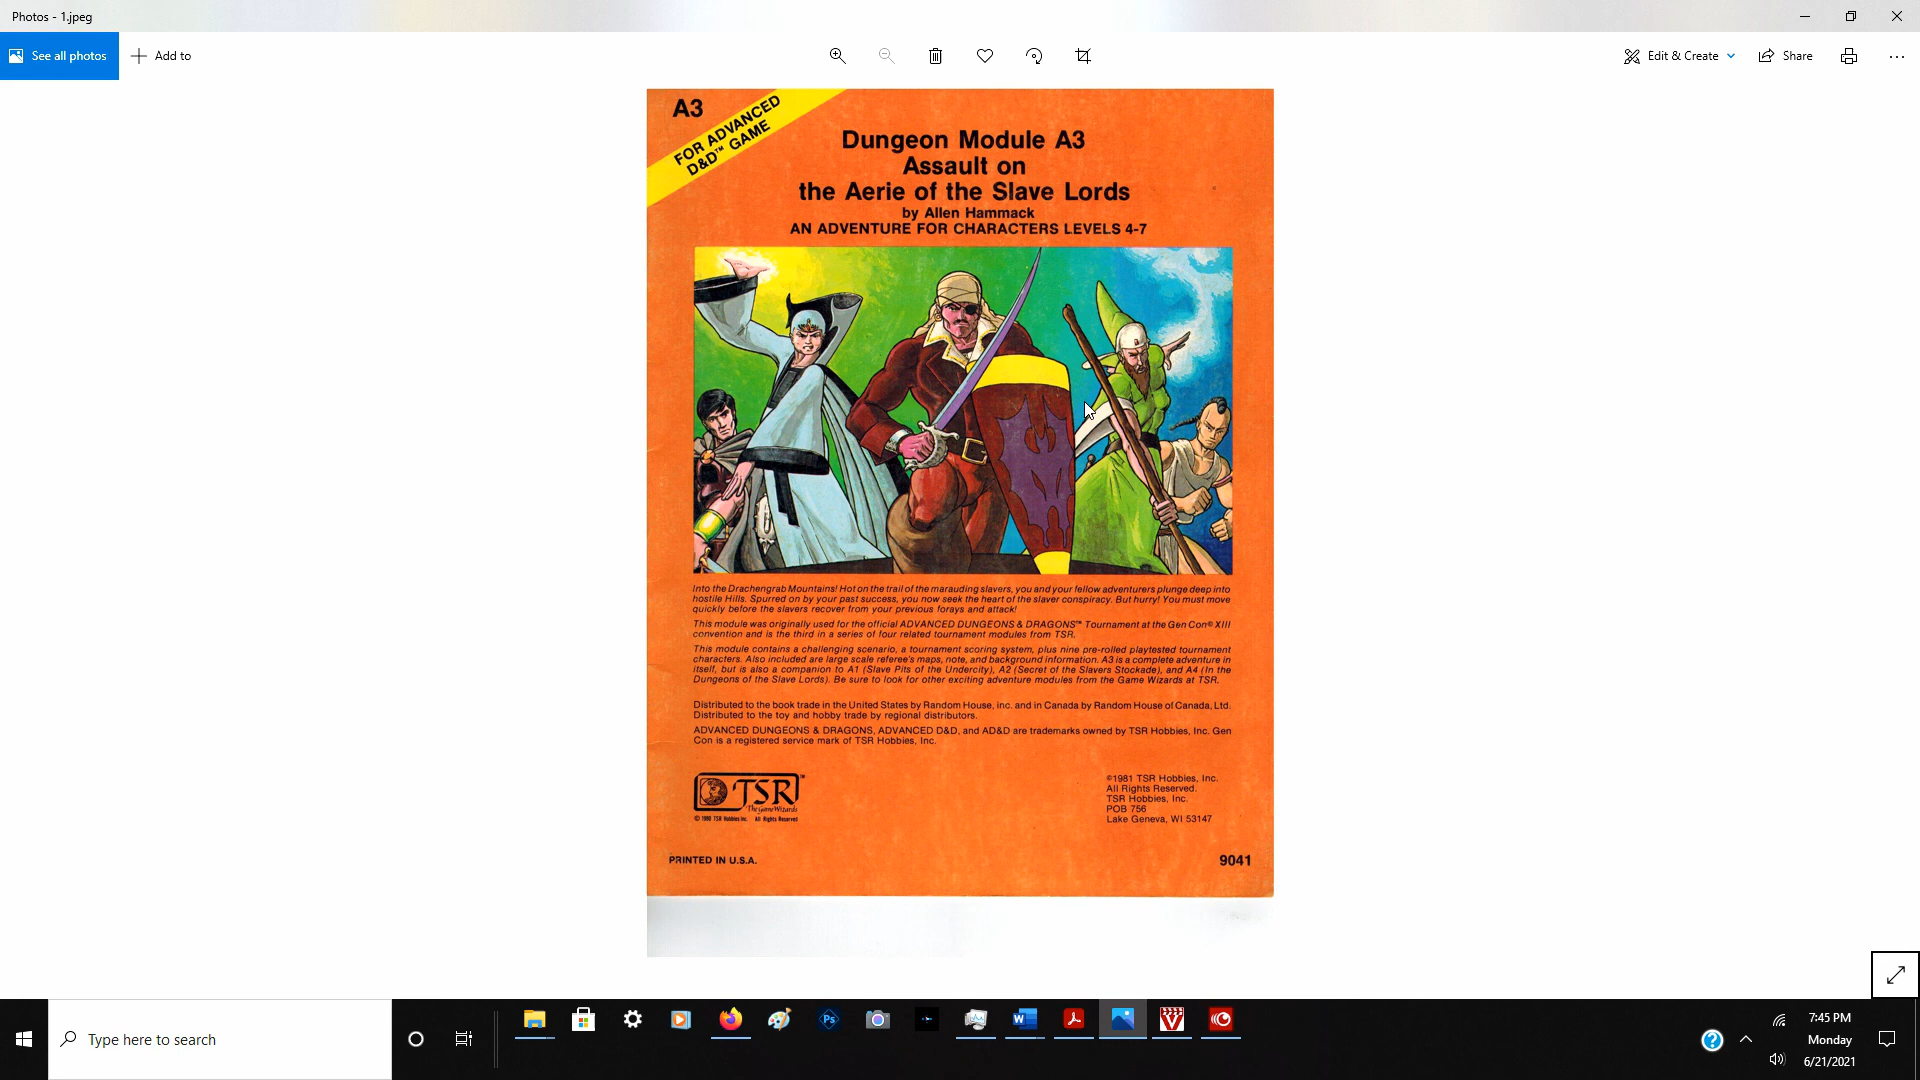 Photos - 1.jpeg
See all photos
Add to
Edit & Create
Share
A3
FOR ADVANCED
D&D™ GAME
Dungeon Module A3
Assault on
the Aerie of the Slave Lords
by Allen Hammack
AN ADVENTURE FOR CHARACTERS LEVELS 4-7
Into the Drachengrab Mountains! Hot on the trail of the marauding slavers, you and your fellow adventurers plunge deep into
hostile Hills. Spurred on by your past success, you now seek the heart of the slaver conspiracy. But hurry! You must move
quickly before the slavers recover from your previous forays and attack!
This module was originally used for the official ADVANCED DUNGEONS & DRAGONS™ Tournament at the Gen Con® XIII
convention and is the third in a series of four related tournament modules from TSR.
This module contains a challenging scenario, a tournament scoring system, plus nine pre-rolled playtested tournament
characters. Also included are large scale referee's maps, note, and background information. A3 is a complete adventure in
itself, but is also a companion to A1 (Slave Pits of the Undercity), A2 (Secret of the Slavers Stockade), and A4 (In the
Dungeons of the Slave Lords). Be sure to look for other exciting adventure modules from the Game Wizards at TSR.
Distributed to the book trade in the United States by Random House, inc. and in Canada by Random House of Canada, Ltd.
Distributed to the toy and hobby trade by regional distributors.
ADVANCED DUNGEONS & DRAGONS, ADVANCED D&D, and AD&D are trademarks owned by TSR Hobbies, Inc. Gen
Con is a registered service mark of TSR Hobbies, Inc.
TSR™
The Game Wizards
© 1980 TSR Hobbies Inc. All Rights Reserved
©1981 TSR Hobbies, Inc.
All Rights Reserved.
TSR Hobbies, Inc.
POB 756
Lake Geneva, WI 53147
PRINTED IN U.S.A.
9041
Type here to search
Ps
W
7:45 PM
Monday
6/21/2021